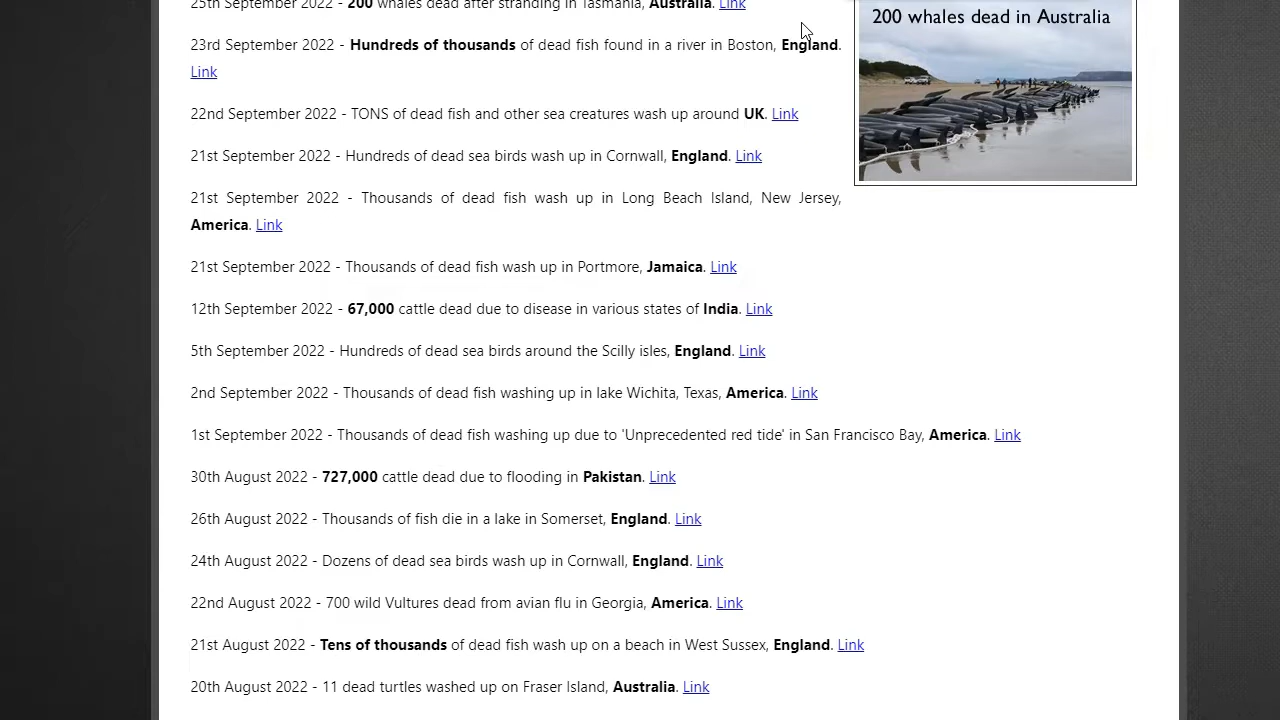 25th September 2022 - 200 whales dead after stranding in Tasmania, Australia. Link
200 whales dead in Australia
23rd September 2022 - Hundreds of thousands of dead fish found in a river in Boston, England.
Link
22nd September 2022 - TONS of dead fish and other sea creatures wash up around UK. Link
21st September 2022 - Hundreds of dead sea birds wash up in Cornwall, England. Link
21st September 2022 - Thousands of dead fish wash up in Long Beach Island, New Jersey,
America. Link
21st September 2022 - Thousands of dead fish wash up in Portmore, Jamaica. Link
12th September 2022 - 67,000 cattle dead due to disease in various states of India. Link
5th September 2022 - Hundreds of dead sea birds around the Scilly isles, England. Link
2nd September 2022 - Thousands of dead fish washing up in lake Wichita, Texas, America. Link
1st September 2022 - Thousands of dead fish washing up due to 'Unprecedented red tide' in San Francisco Bay, America. Link
30th August 2022 - 727,000 cattle dead due to flooding in Pakistan. Link
26th August 2022 - Thousands of fish die in a lake in Somerset, England. Link
24th August 2022 - Dozens of dead sea birds wash up in Cornwall, England. Link
22nd August 2022 - 700 wild Vultures dead from avian flu in Georgia, America. Link
21st August 2022 - Tens of thousands of dead fish wash up on a beach in West Sussex, England. Link
20th August 2022 - 11 dead turtles washed up on Fraser Island, Australia. Link